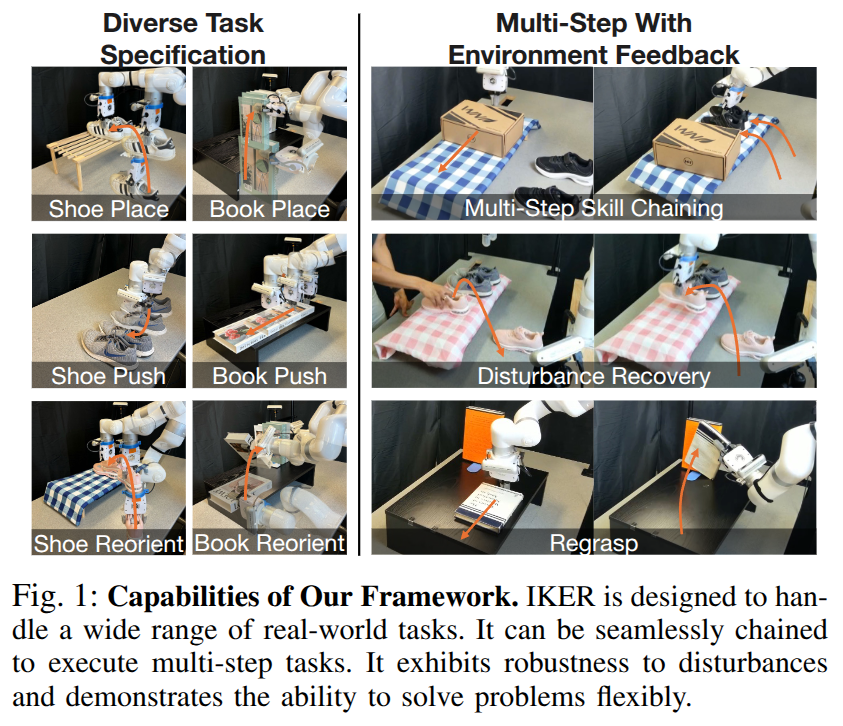 Diverse Task
Specification
Multi-Step With
Environment Feedback
Shoe Place
Book Place
Multi-Step Skill Chaining
Shoe Push
Book Push
Disturbance Recovery
Shoe Reorient
Book Reorient
Regrasp
Fig. 1: Capabilities of Our Framework. IKER is designed to han-
dle a wide range of real-world tasks. It can be seamlessly chained
to execute multi-step tasks. It exhibits robustness to disturbances
and demonstrates the ability to solve problems flexibly.